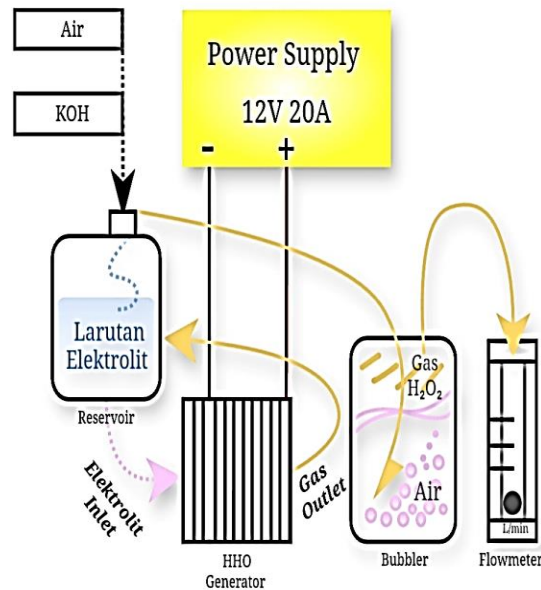 Air
KOH
Power Supply
12V 20A
- +
Larutan
Elektrolit
Reservoir
Elektrolit
Inlet
Gas
Outlet
HHO
Generator
Gas
H₂O₂
Air
Bubbler
L/min
Flowmeter